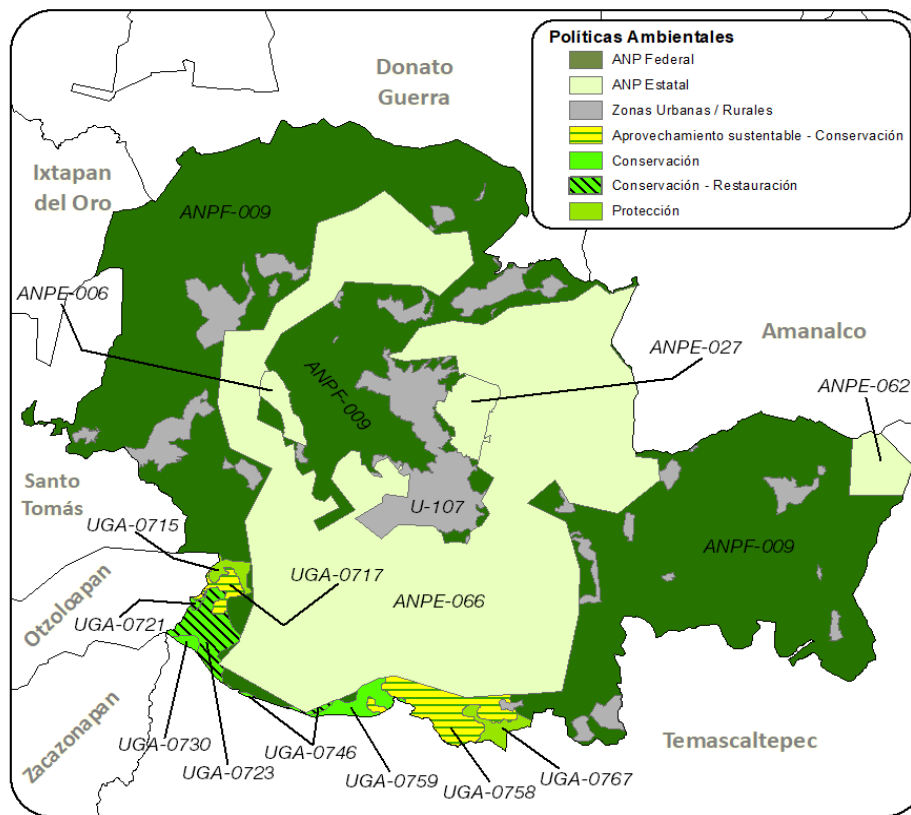 Políticas Ambientales
ANP Federal
ANP Estatal
Zonas Urbanas / Rurales
Aprovechamiento sustentable - Conservación
Conservación
Conservación - Restauración
Protección
Donato
Guerra
Ixtapan
del Oro
ANPF-009
ANPE-006
Amanalco
ANPE-027
ANPE-062
ANPF-009
Santo
Tomás
U-107
UGA-0715
ANPF-009
UGA-0717
Otzoloapan
ANPE-066
UGA-0721
Zacazonapan
UGA-0730
UGA-0746
Temascaltepec
UGA-0723
UGA-0759
UGA-0767
UGA-0758